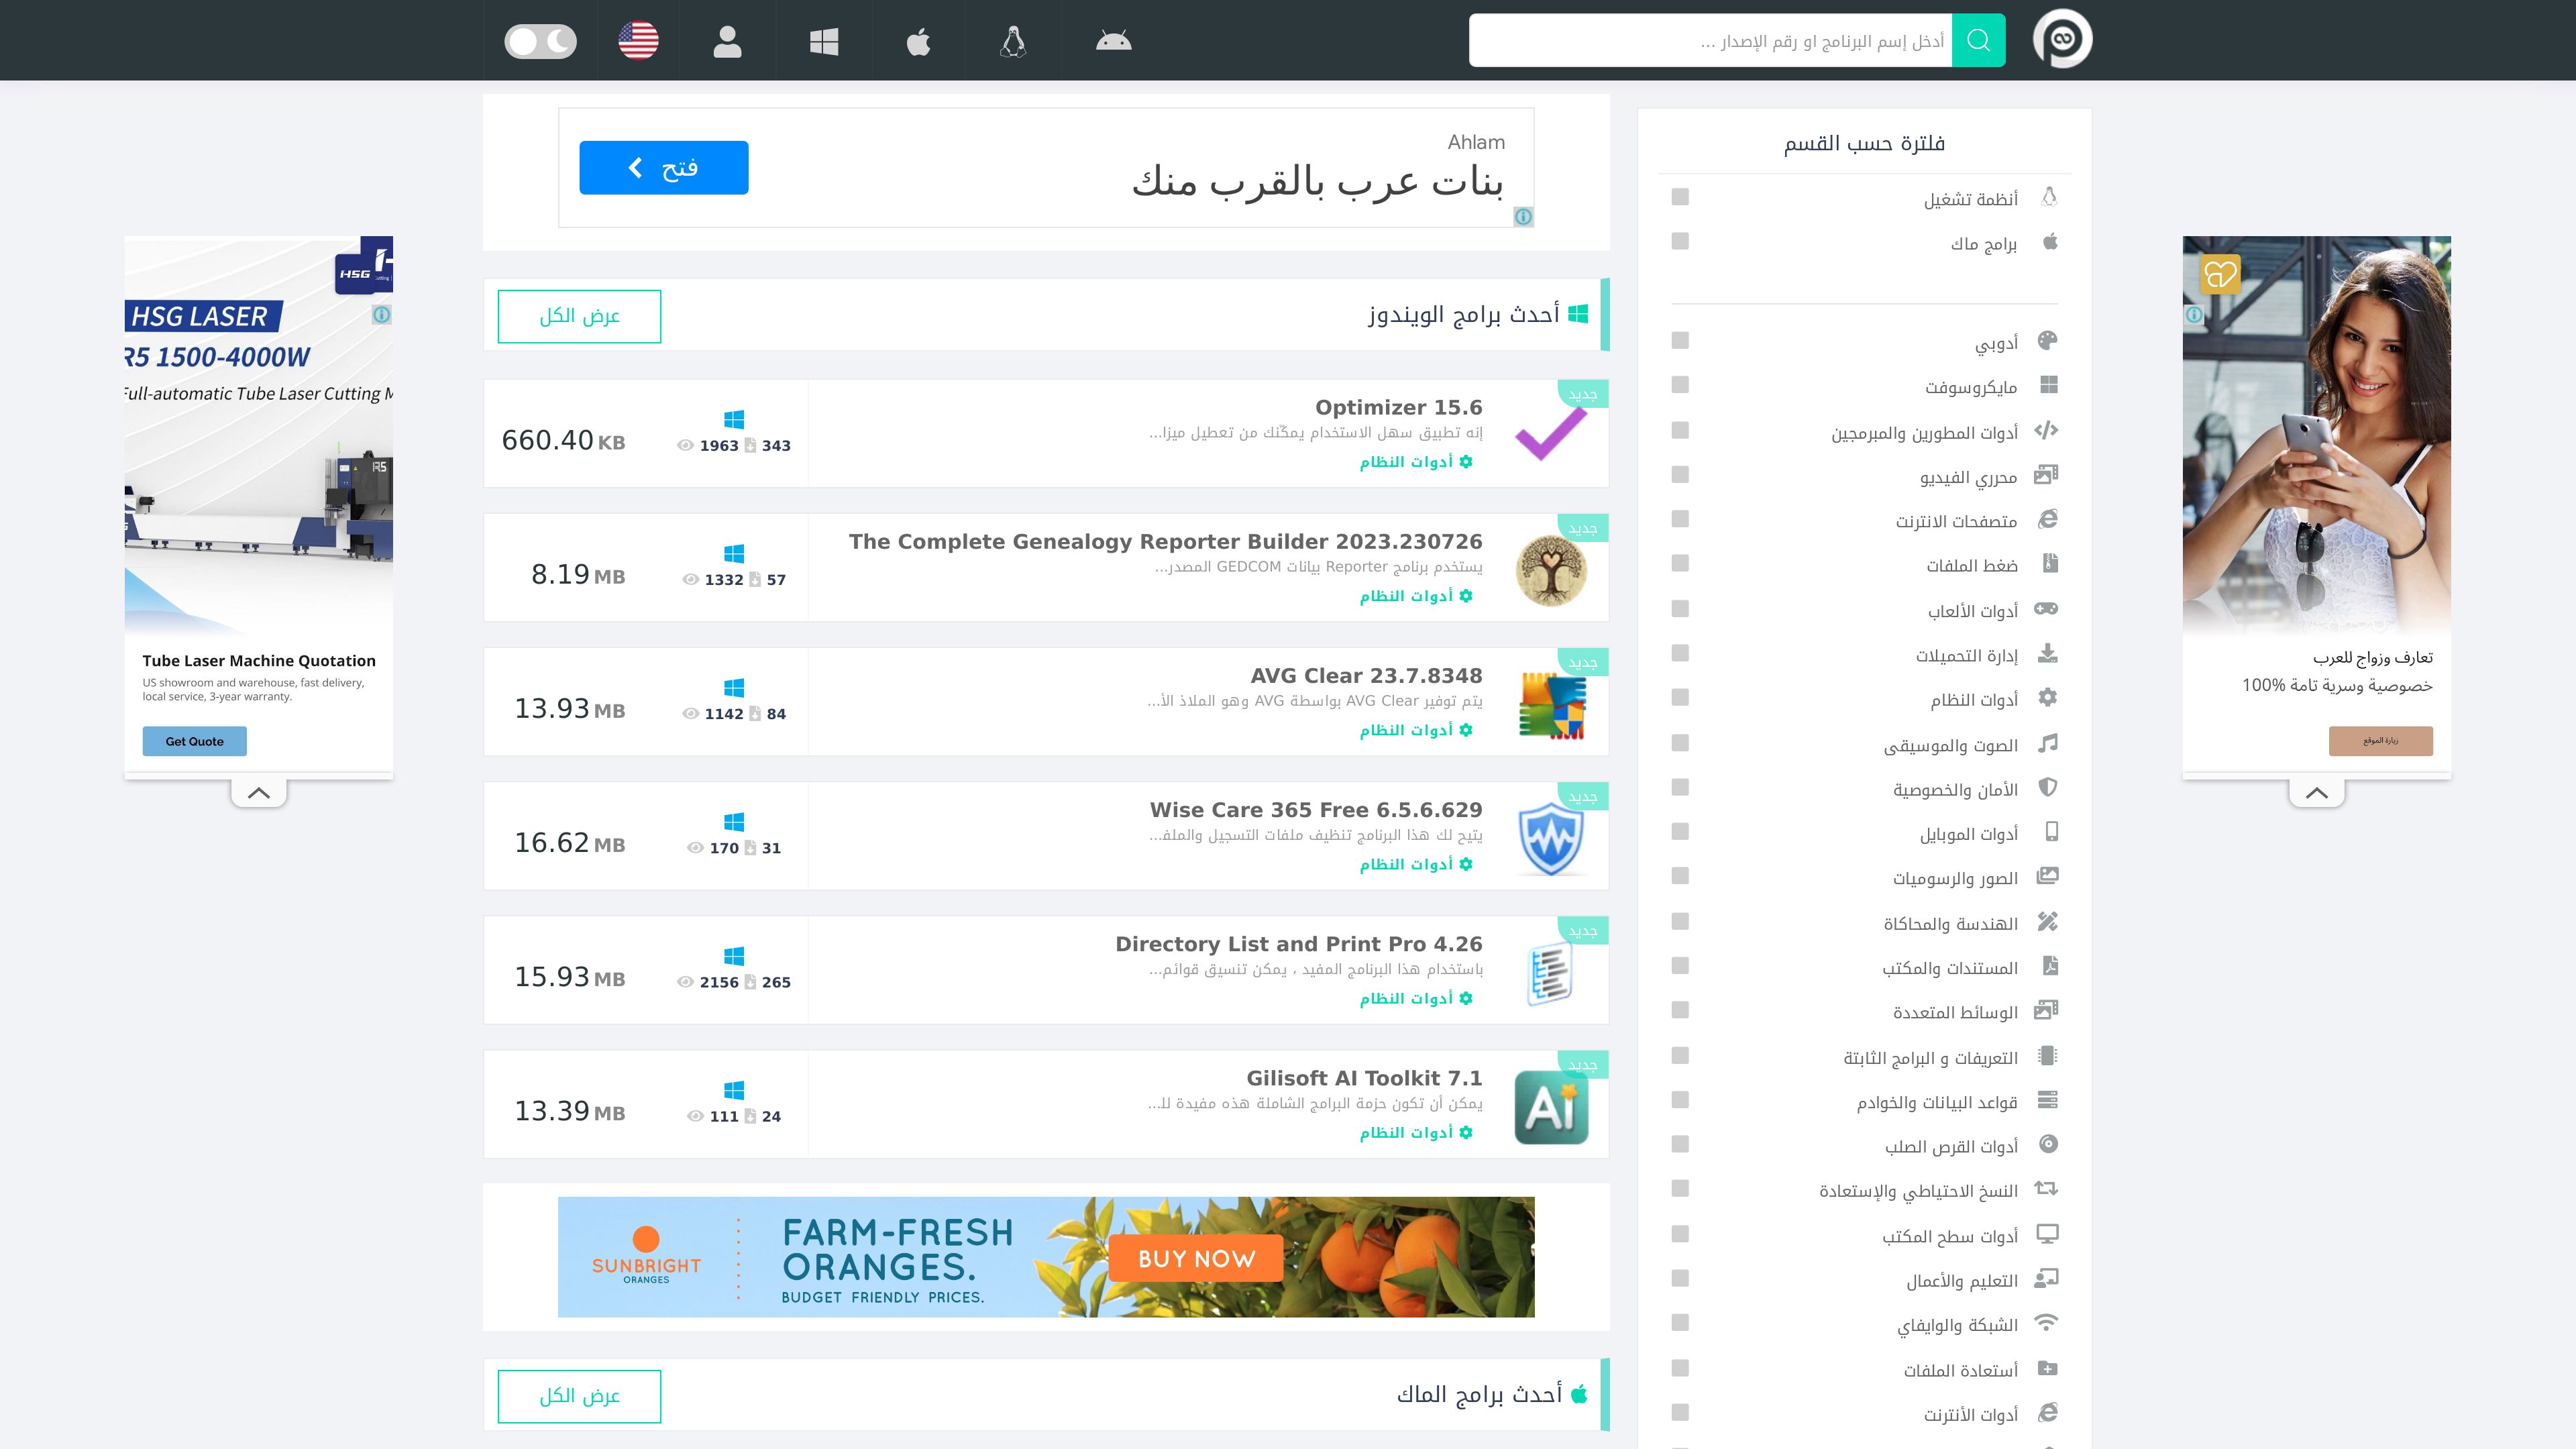 أدخل إسم البرنامج او رقم الإصدار ...
فلترة حسب القسم
أنظمة تشغيل
برامج ماك
أدوبي
مايكروسوفت
أدوات المطورين والمبرمجين
محرري الفيديو
متصفحات الانترنت
ضغط الملفات
أدوات الألعاب
إدارة التحميلات
أدوات النظام
الصوت والموسيقى
الأمان والخصوصية
أدوات الموبايل
الصور والرسوميات
الهندسة والمحاكاة
المستندات والمكتب
الوسائط المتعددة
التعريفات و البرامج الثابتة
قواعد البيانات والخوادم
أدوات القرص الصلب
النسخ الاحتياطي والإستعادة
أدوات سطح المكتب
التعليم والأعمال
الشبكة والوايفاي
أستعادة الملفات
أدوات الأنترنت
Ahlam
بنات عرب بالقرب منك
فتح
أحدث برامج الويندوز
عرض الكل
جديد
Optimizer 15.6
إنه تطبيق سهل الاستخدام يمكّنك من تعطيل ميزا...
أدوات النظام
1963 343
660.40 KB
جديد
The Complete Genealogy Reporter Builder 2023.230726
يستخدم برنامج Reporter بيانات GEDCOM المصدر...
أدوات النظام
1332 57
8.19 MB
جديد
AVG Clear 23.7.8348
يتم توفير AVG Clear بواسطة AVG وهو الملاذ الأ...
أدوات النظام
1142 84
13.93 MB
جديد
Wise Care 365 Free 6.5.6.629
يتيح لك هذا البرنامج تنظيف ملفات التسجيل والملف...
أدوات النظام
170 31
16.62 MB
جديد
Directory List and Print Pro 4.26
باستخدام هذا البرنامج المفيد ، يمكن تنسيق قوائم...
أدوات النظام
2156 265
15.93 MB
جديد
Gilisoft AI Toolkit 7.1
يمكن أن تكون حزمة البرامج الشاملة هذه مفيدة لل...
أدوات النظام
111 24
13.39 MB
Ai
SUNBRIGHT
ORANGES
FARM-FRESH
ORANGES.
BUDGET FRIENDLY PRICES.
BUY NOW
أحدث برامج الماك
عرض الكل
HSG
HSG LASER
R5 1500-4000W
Full-automatic Tube Laser Cutting M
R5
Tube Laser Machine Quotation
US showroom and warehouse, fast delivery,
local service, 3-year warranty.
Get Quote
تعارف وزواج للعرب
خصوصية وسرية تامة 100%
زيارة الموقع